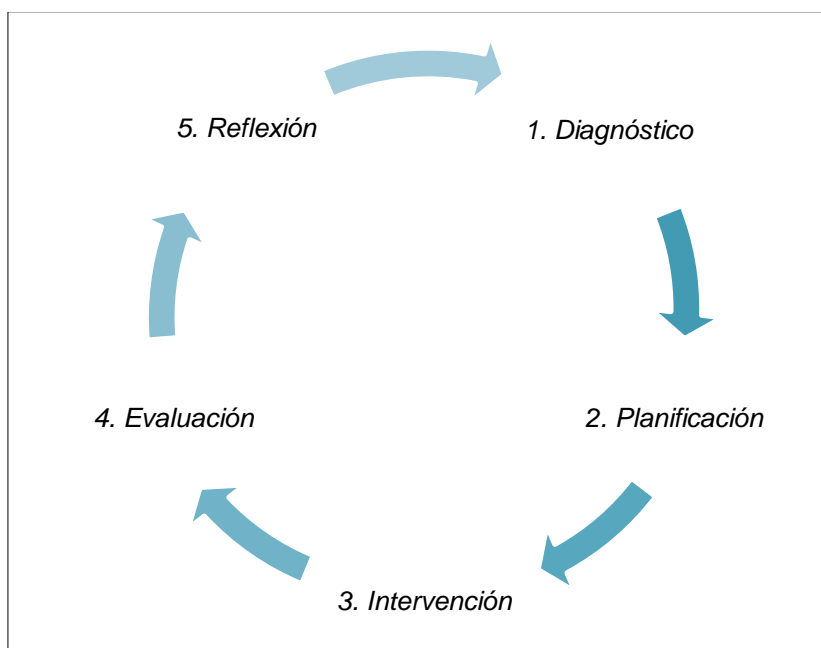 5. Reflexión
1. Diagnóstico
4. Evaluación
2. Planificación
3. Intervención